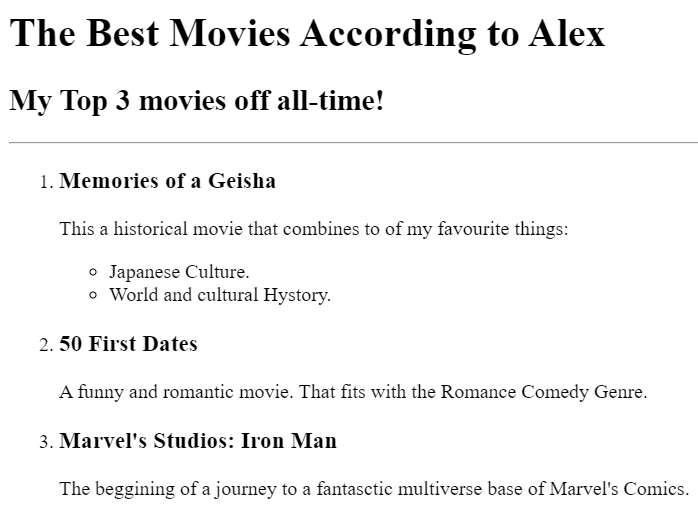 The Best Movies According to Alex
My Top 3 movies off all-time!
1. Memories of a Geisha
This a historical movie that combines to of my favourite things:
Japanese Culture.
World and cultural Hystory.
2. 50 First Dates
A funny and romantic movie. That fits with the Romance Comedy Genre.
3. Marvel's Studios: Iron Man
The beggining of a journey to a fantasctic multiverse base of Marvel's Comics.